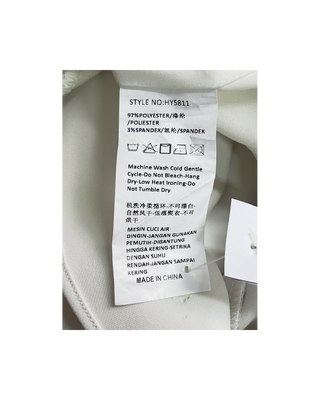 STYLE NO:HY5811
97%POLYESTER/涤纶
/POLIESTER
3%SPANDEX/氨纶/SPANDEK
Machine Wash Cold Gentle
Cycle-Do Not Bleach-Hang
Dry-Low Heat Ironing-Do
Not Tumble Dry
机洗冷柔循环-不可漂白-
自然风干-低温熨衣-不可
烘干
MESIN CUCI AIR
DINGIN-JANGAN GUNAKAN
PEMUTIH-DIGANTUNG
HINGGA KERING-SETRIKA
DENGAN SUHU
RENDAH-JANGAN SAMPAI
KERING
MADE IN CHINA